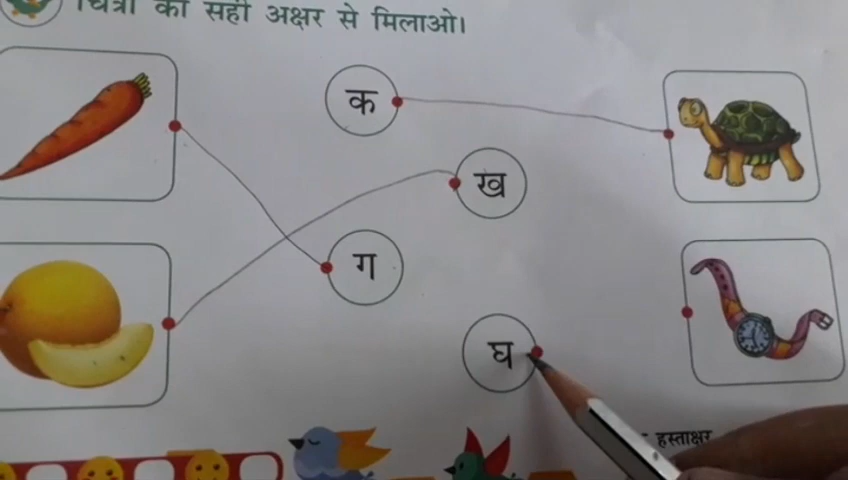 चित्रों को सही अक्षर से मिलाओ।
क
ख
ग
घ
हस्ताक्षर